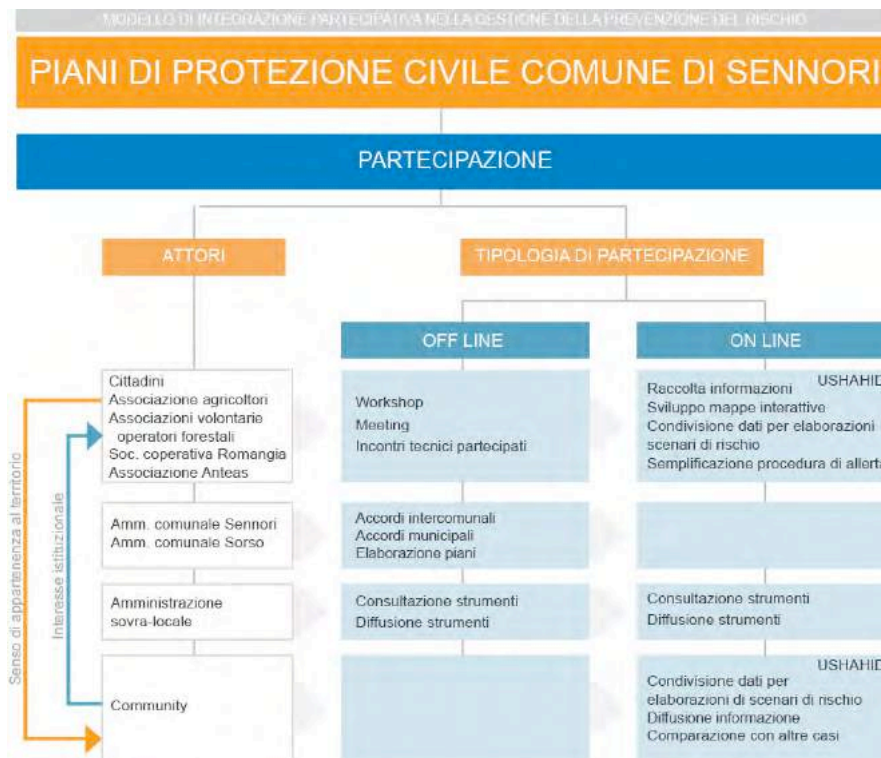 MODELLO DI INTEGRAZIONE PARTECIPATIVA NELLA GESTIONE DELLA PREVENZIONE DEL RISCHIO
PIANI DI PROTEZIONE CIVILE COMUNE DI SENNORI
PARTECIPAZIONE
ATTORI
TIPOLOGIA DI PARTECIPAZIONE
OFF LINE
ON LINE
Cittadini
Associazione agricoltori
Associazioni volontarie
operatori forestali
Soc. coperativa Romangia
Associazione Anteas
Workshop
Meeting
Incontri tecnici partecipati
USHAHID
Raccolta informazioni
Sviluppo mappe interattive
Condivisione dati per elaborazioni
scenari di rischio
Semplificazione procedura di allerta
Amm. comunale Sennori
Amm. comunale Sorso
Accordi intercomunali
Accordi municipali
Elaborazione piani
Amministrazione
sovra-locale
Consultazione strumenti
Diffusione strumenti
Consultazione strumenti
Diffusione strumenti
Community
USHAHID
Condivisione dati per
elaborazioni di scenari di rischio
Diffusione informazione
Comparazione con altre casi
Senso di appartenenza al territorio
Interesse istituzionale